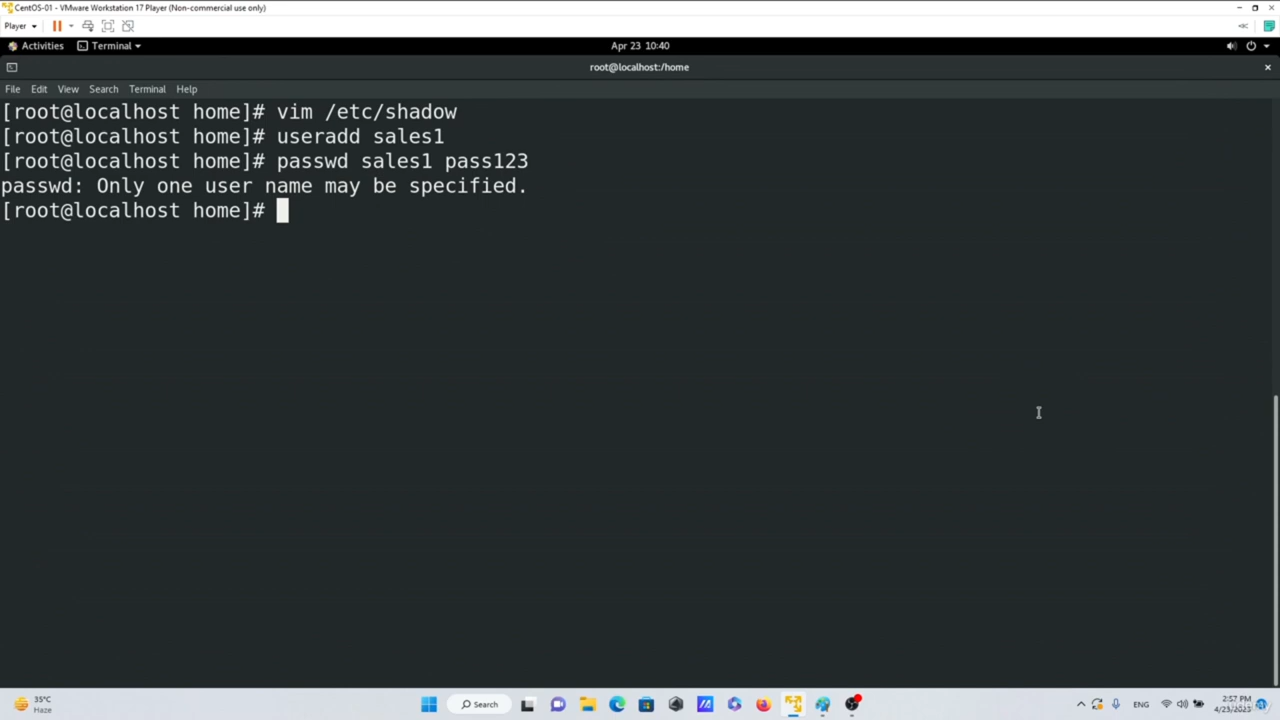 CentOS-01 - VMware Workstation 17 Player (Non-commercial use only)
Player
Activities Terminal Apr 23 10:40
root@localhost:/home
File Edit View Search Terminal Help
[root@localhost home]# vim /etc/shadow
[root@localhost home]# useradd sales1
[root@localhost home]# passwd sales1 pass123
passwd: Only one user name may be specified.
[root@localhost home]#
35°C
Haze
Search
ENG
2:57 PM
4/23/2023